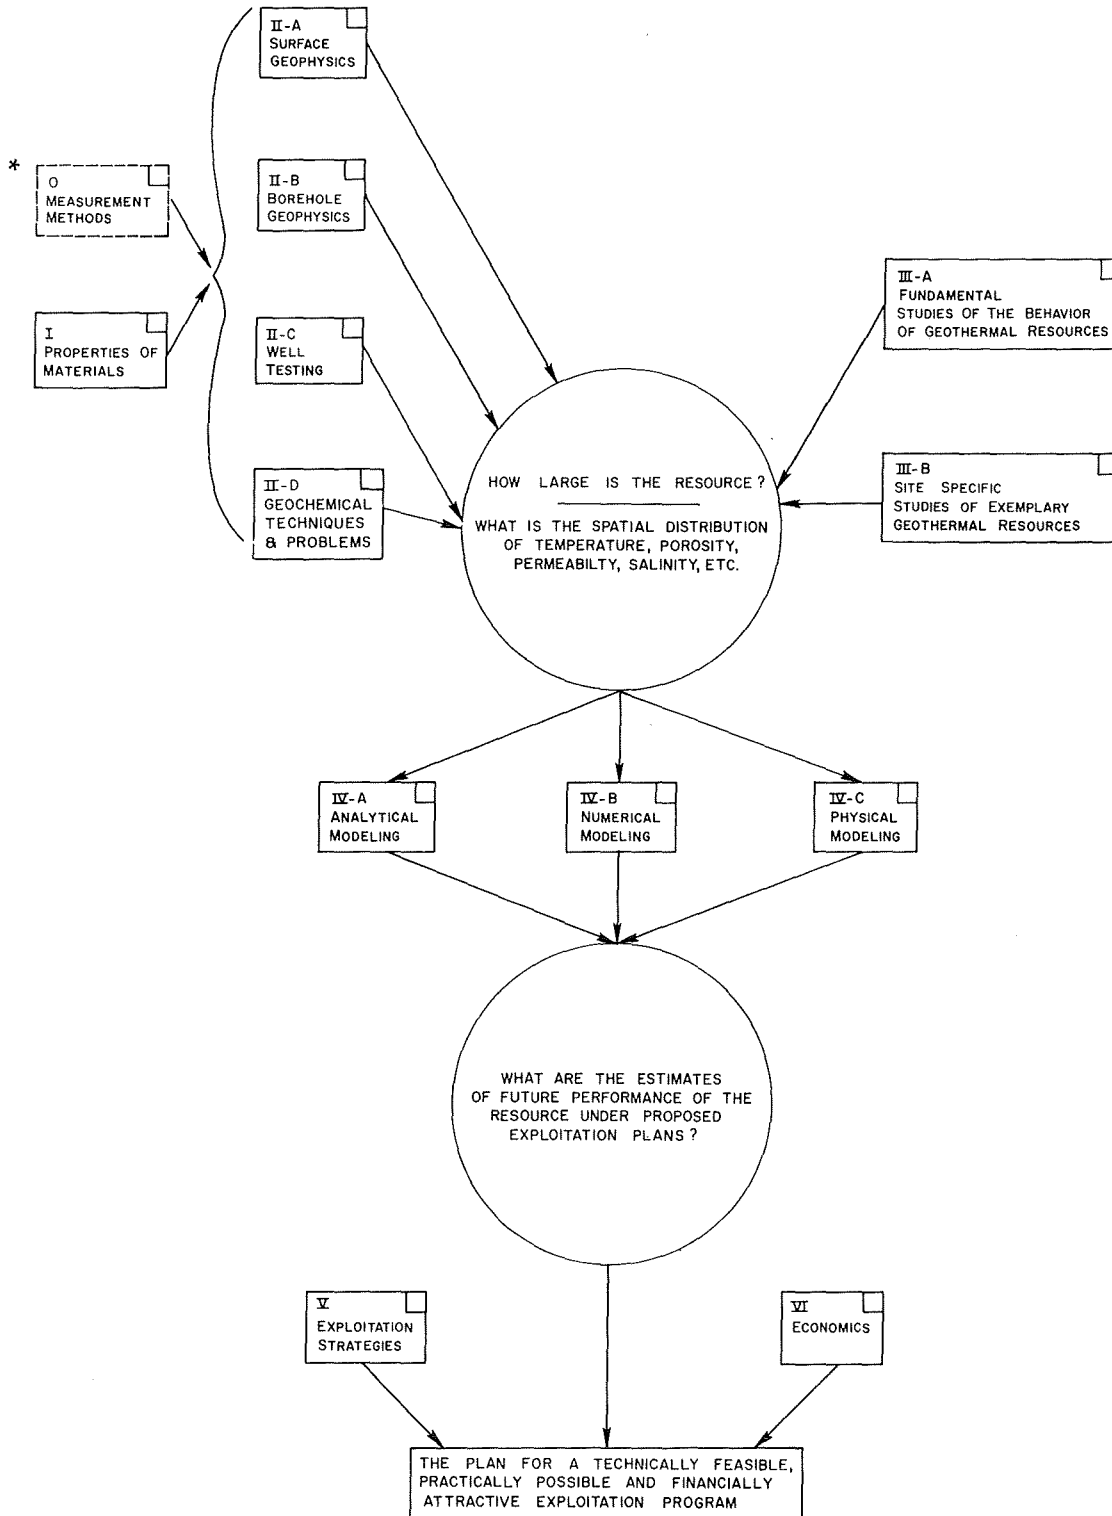 II-A
SURFACE
GEOPHYSICS
*
O
MEASUREMENT
METHODS
II-B
BOREHOLE
GEOPHYSICS
III-A
FUNDAMENTAL
STUDIES OF THE BEHAVIOR
OF GEOTHERMAL RESOURCES
I
PROPERTIES OF
MATERIALS
II-C
WELL
TESTING
II-D
GEOCHEMICAL
TECHNIQUES
& PROBLEMS
HOW LARGE IS THE RESOURCE?
WHAT IS THE SPATIAL DISTRIBUTION
OF TEMPERATURE, POROSITY,
PERMEABILTY, SALINITY, ETC.
III-B
SITE SPECIFIC
STUDIES OF EXEMPLARY
GEOTHERMAL RESOURCES
IV-A
ANALYTICAL
MODELING
IV-B
NUMERICAL
MODELING
IV-C
PHYSICAL
MODELING
WHAT ARE THE ESTIMATES
OF FUTURE PERFORMANCE OF THE
RESOURCE UNDER PROPOSED
EXPLOITATION PLANS?
V
EXPLOITATION
STRATEGIES
VI
ECONOMICS
THE PLAN FOR A TECHNICALLY FEASIBLE,
PRACTICALLY POSSIBLE AND FINANCIALLY
ATTRACTIVE EXPLOITATION PROGRAM